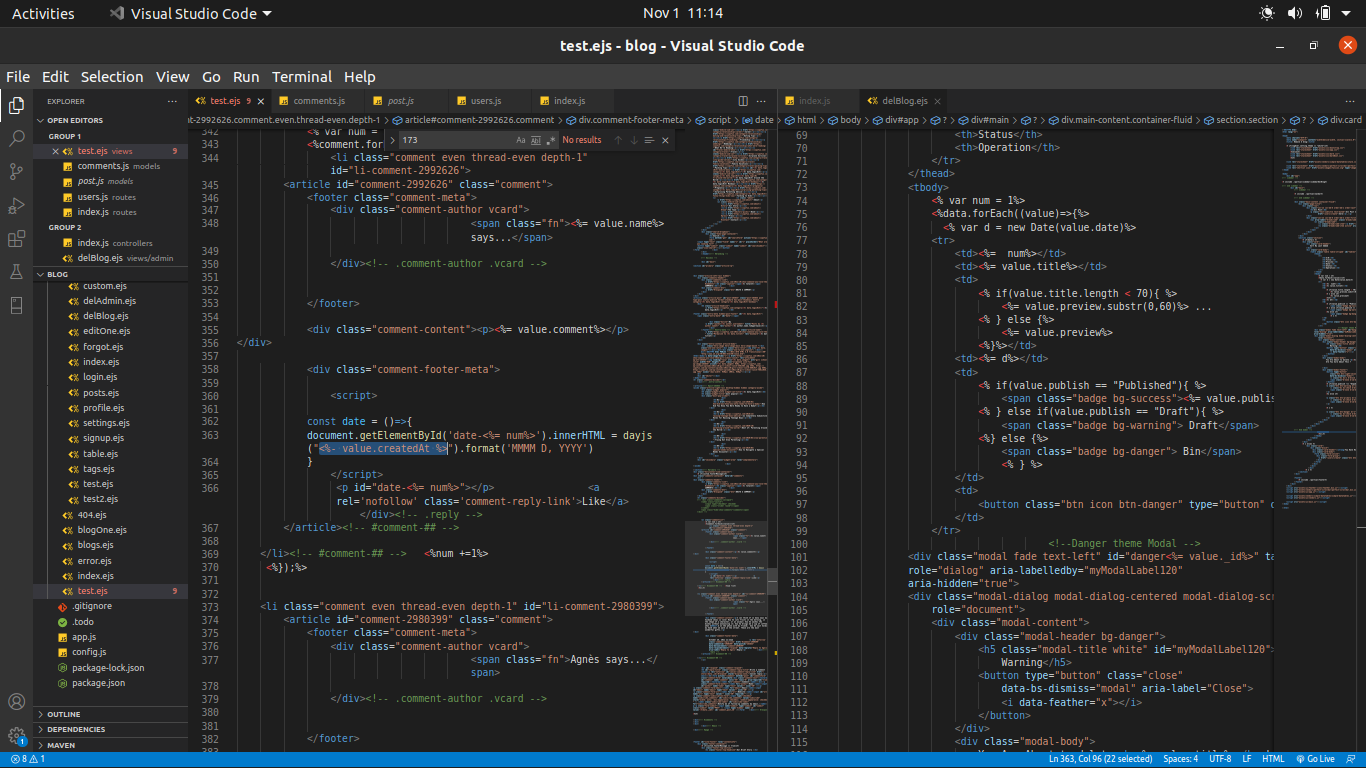 Activities
Visual Studio Code
Nov 1 11:14
test.ejs - blog - Visual Studio Code
File Edit Selection View Go Run Terminal Help
EXPLORER
OPEN EDITORS
GROUP 1
test.ejs views 9
comments.js models
post.js models
users.js routes
index.js routes
GROUP 2
index.js controllers
delBlog.ejs views/admin
BLOG
custom.ejs
delAdmin.ejs
delBlog.ejs
editOne.ejs
forgot.ejs
index.ejs
login.ejs
posts.ejs
profile.ejs
settings.ejs
signup.ejs
table.ejs
tags.ejs
test.ejs
test2.ejs
404.ejs
blogOne.ejs
blogs.ejs
error.ejs
index.ejs
test.ejs 9
.gitignore
.todo
app.js
config.js
package-lock.json
package.json
OUTLINE
DEPENDENCIES
MAVEN
test.ejs 9 comments.js post.js users.js index.js
nt-2992626.comment.even.thread-even.depth-1 > article#comment-2992626.comment > div.comment-footer-meta > script > date
173
No results
342 <% var num =
343 <%comment.for
344 <li class="comment even thread-even depth-1"
id="li-comment-2992626">
345 <article id="comment-2992626" class="comment">
346 <footer class="comment-meta">
347 <div class="comment-author vcard">
348 <span class="fn"><%= value.name%>
says...</span>
349
350 </div><!-- .comment-author .vcard -->
351
352
353 </footer>
354
355 <div class="comment-content"><p><%= value.comment%></p>
356 </div>
357
358 <div class="comment-footer-meta">
359
360 <script>
361
362 const date = ()=>{
363 document.getElementById('date-<%= num%>').innerHTML = dayjs
("<%- value.createdAt %>").format('MMMM D, YYYY')
364 }
365 </script>
366 <p id="date-<%= num%>"></p> <a
rel='nofollow' class='comment-reply-link'>Like</a>
</div><!-- .reply -->
367 </article><!-- #comment-## -->
368
369 </li><!-- #comment-## --> <%num +=1%>
370 <%});%>
371
372
373 <li class="comment even thread-even depth-1" id="li-comment-2980399">
374 <article id="comment-2980399" class="comment">
375 <footer class="comment-meta">
376 <div class="comment-author vcard">
377 <span class="fn">Agnès says...</
span>
378
379 </div><!-- .comment-author .vcard -->
380
381
382 </footer>
index.js delBlog.ejs
html > body > div#app > ? > div#main > ? > div.main-content.container-fluid > section.section > ? > div.card
69 <th>Status</th>
70 <th>Operation</th>
71 </tr>
72 </thead>
73 <tbody>
74 <% var num = 1%>
75 <%data.forEach((value)=>{%>
76 <% var d = new Date(value.date)%>
77 <tr>
78 <td><%= num%></td>
79 <td><%= value.title%></td>
80 <td>
81 <% if(value.title.length < 70){ %>
82 <%= value.preview.substr(0,60)%> ...
83 <% } else {%>
84 <%= value.preview%>
85 <%}%></td>
86 <td><%= d%></td>
87 <td>
88 <% if(value.publish == "Published"){ %>
89 <span class="badge bg-success"><%= value.publis
90 <% } else if(value.publish == "Draft"){ %>
91 <span class="badge bg-warning"> Draft</span>
92 <%} else {%>
93 <span class="badge bg-danger"> Bin</span>
94 <% } %>
95 </td>
96 <td>
97 <button class="btn icon btn-danger" type="button"
98 </td>
99 </tr>
100 <!--Danger theme Modal -->
101 <div class="modal fade text-left" id="danger<%= value._id%>" ta
102 role="dialog" aria-labelledby="myModalLabel120"
103 aria-hidden="true">
104 <div class="modal-dialog modal-dialog-centered modal-dialog-scr
105 role="document">
106 <div class="modal-content">
107 <div class="modal-header bg-danger">
108 <h5 class="modal-title white" id="myModalLabel120">
109 Warning</h5>
110 <button type="button" class="close"
111 data-bs-dismiss="modal" aria-label="Close">
112 <i data-feather="x"></i>
113 </button>
114 </div>
115 <div class="modal-body">
8 1
Ln 363, Col 96 (22 selected) Spaces: 4 UTF-8 LF HTML Go Live